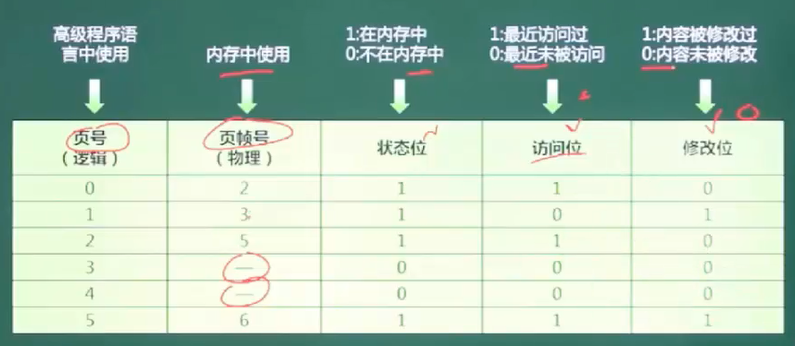 高级程序语
言中使用
内存中使用
1:在内存中
0:不在内存中
1:最近访问过
0:最近未被访问
1:内容被修改过
0:内容未被修改
页号
（逻辑）
页帧号
（物理）
状态位
访问位
修改位
0 2 1 1 0
1 3 1 0 1
2 5 1 1 0
3 — 0 0 0
4 — 0 0 0
5 6 1 1 1